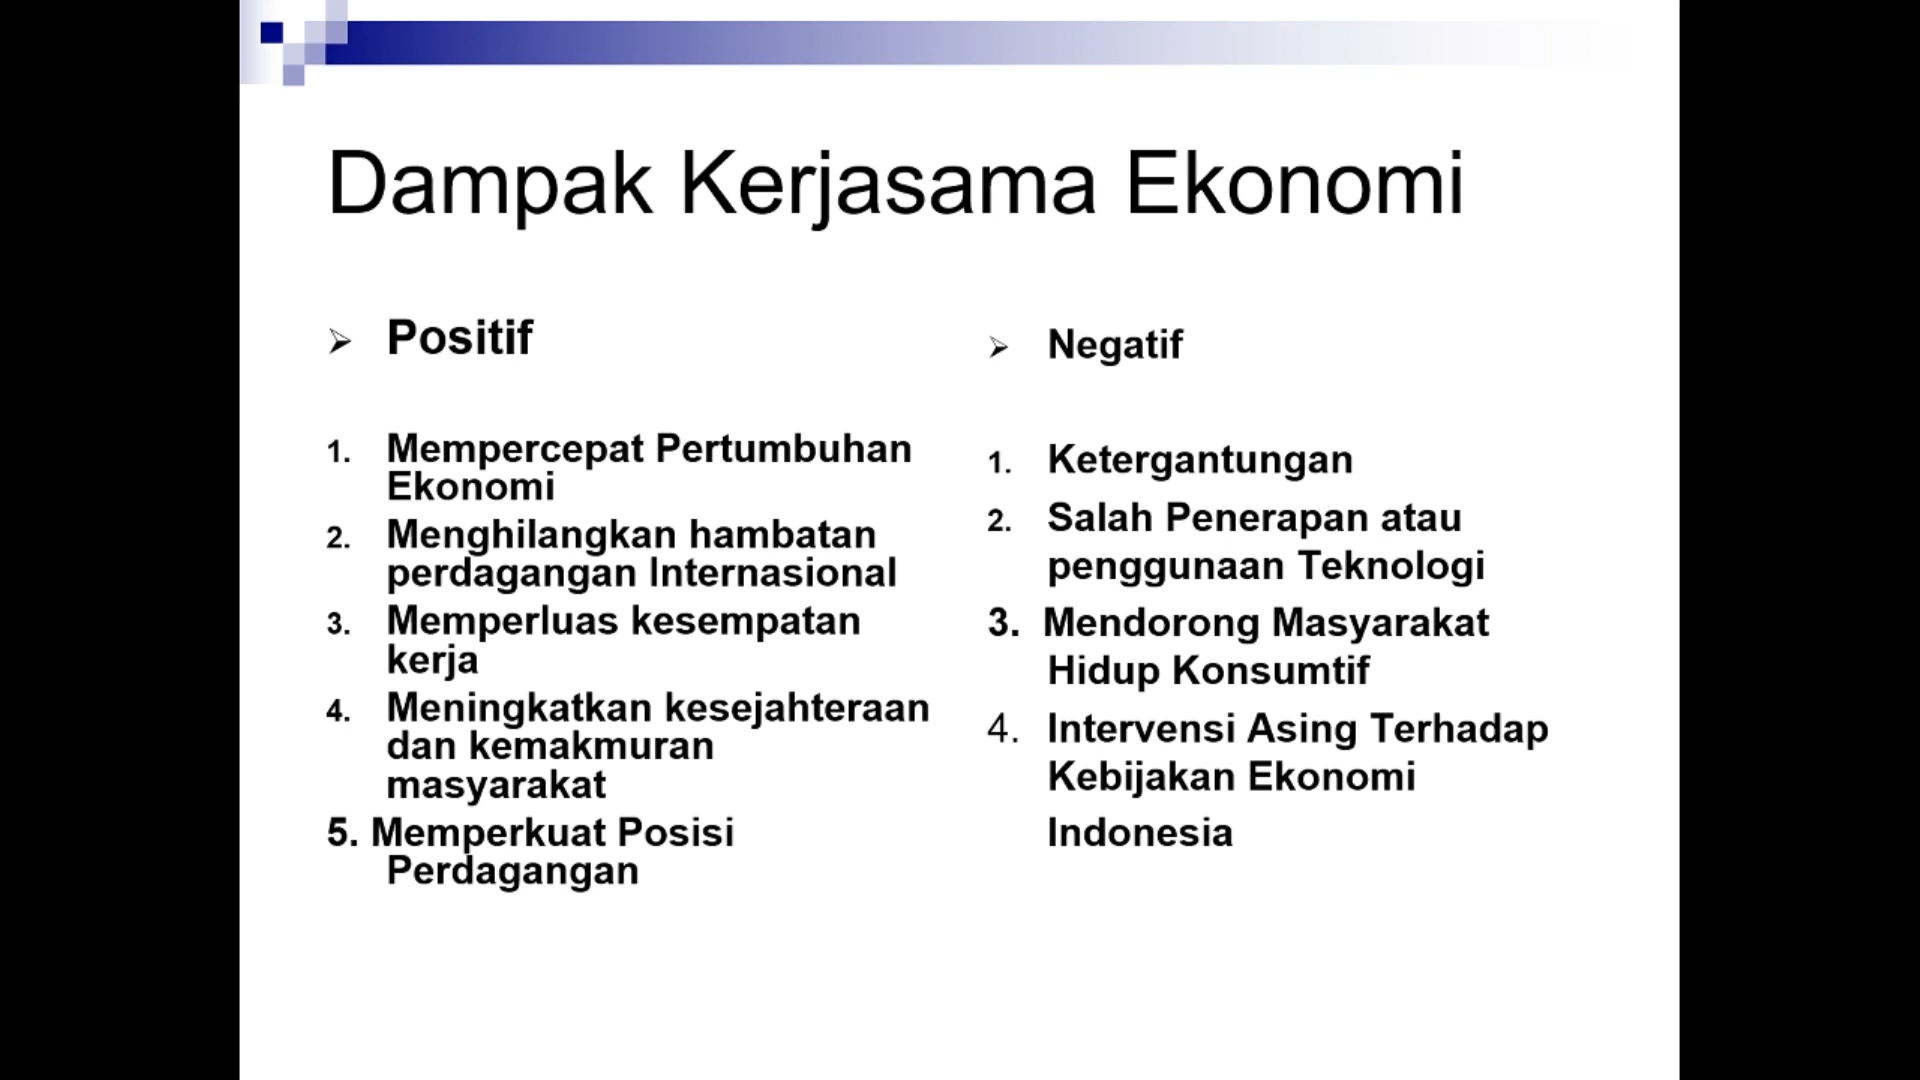 Dampak Kerjasama Ekonomi
➢ Positif
1. Mempercepat Pertumbuhan
Ekonomi
2. Menghilangkan hambatan
perdagangan Internasional
3. Memperluas kesempatan
kerja
4. Meningkatkan kesejahteraan
dan kemakmuran
masyarakat
5. Memperkuat Posisi
Perdagangan
➢ Negatif
1. Ketergantungan
2. Salah Penerapan atau
penggunaan Teknologi
3. Mendorong Masyarakat
Hidup Konsumtif
4. Intervensi Asing Terhadap
Kebijakan Ekonomi
Indonesia